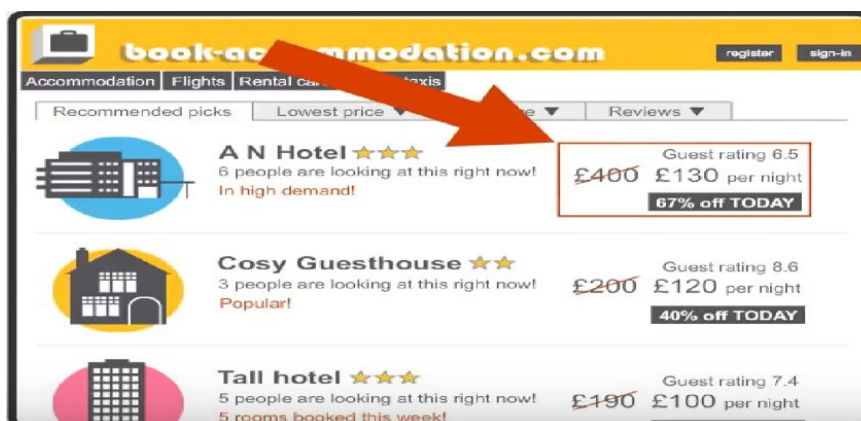 book-accommodation.com
register sign-in
Accommodation Flights Rental taxis
Recommended picks Lowest price ▼ ▼ Reviews ▼
A N Hotel
6 people are looking at this right now!
In high demand!
Guest rating 6.5
£400 £130 per night
67% off TODAY
Cosy Guesthouse
3 people are looking at this right now!
Popular!
Guest rating 8.6
£200 £120 per night
40% off TODAY
Tall hotel
5 people are looking at this right now!
5 rooms booked this week!
Guest rating 7.4
£190 £100 per night